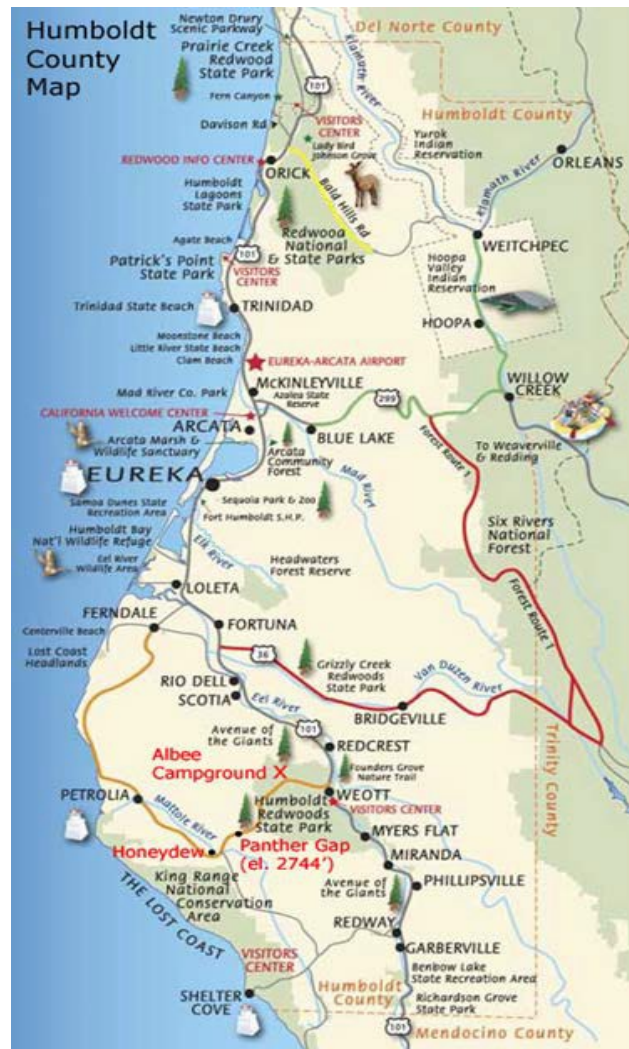 Humboldt
County
Map
Newton Drury
Scenic Parkway
Del Norte County
Prairie Creek
Redwood
State Park
Klamath River
101
Fern Canyon
Humboldt County
Davison Rd
VISITORS
CENTER
Lady Bird
Johnson Grove
Yurok
Indian
Reservation
REDWOOD INFO CENTER
ORICK
ORLEANS
Klamath River
Bald Hills Rd
Humboldt
Lagoons
State Park
Redwood
National
& State Parks
Agate Beach
101
WEITCHPEC
Patrick's Point
State Park
VISITORS
CENTER
Hoopa
Valley
Indian
Reservation
Trinidad State Beach
TRINIDAD
HOOPA
Moonstone Beach
Little River State Beach
Clam Beach
EUREKA-ARCATA AIRPORT
Mad River Co. Park
McKINLEYVILLE
Azalea State
Reserve
299
WILLOW
CREEK
CALIFORNIA WELCOME CENTER
ARCATA
BLUE LAKE
Forest Route 1
To Weaverville
& Redding
Arcata Marsh &
Wildlife Sanctuary
Arcata
Community
Forest
Mad River
EUREKA
Samoa Dunes State
Recreation Area
Sequoia Park & Zoo
Fort Humboldt S.H.P.
Six Rivers
National
Forest
Humboldt Bay
Nat'l Wildlife Refuge
Eel River
Wildlife Area
Elk River
Headwaters
Forest Reserve
LOLETA
Forest Route 1
FERNDALE
Centerville Beach
FORTUNA
Lost Coast
Headlands
36
Grizzly Creek
Redwoods
State Park
Van Duzen River
RIO DELL
SCOTIA
Eel River
BRIDGEVILLE
Trinity County
Avenue of
the Giants
101
REDCREST
Albee
Campground X
Founders Grove
Nature Trail
PETROLIA
Mattole River
Humboldt
Redwoods
State Park
WEOTT
VISITORS CENTER
Honeydew
Panther Gap
(el. 2744')
MYERS FLAT
MIRANDA
King Range
National
Conservation
Area
Avenue of
the Giants
PHILLIPSVILLE
THE LOST COAST
REDWAY
VISITORS
CENTER
GARBERVILLE
Benbow Lake
State Recreation Area
SHELTER
COVE
Humboldt
County
Richardson Grove
State Park
101
Mendocino County